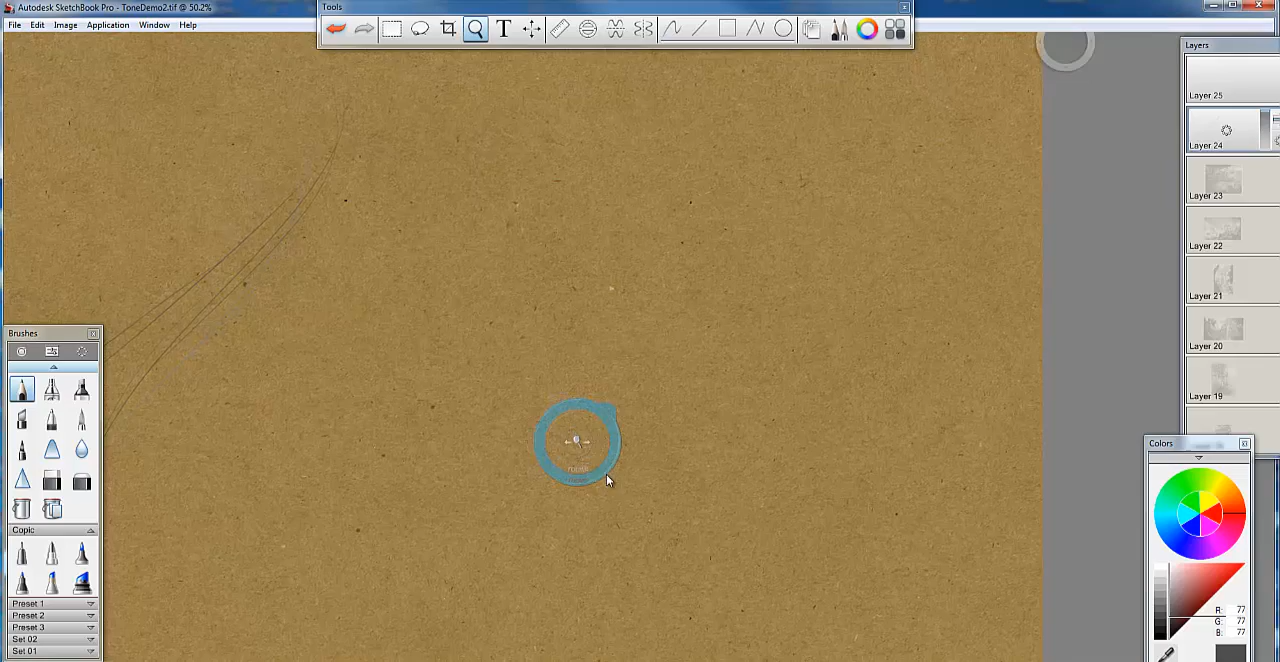 Autodesk SketchBook Pro - ToneDemo2.tif @ 50.2%
File Edit Image Application Window Help
Tools
T
Layers
Layer 25
Layer 24
Layer 23
Layer 22
Layer 21
Layer 20
Layer 19
Brushes
Copic
Preset 1
Preset 2
Preset 3
Set 02
Set 01
Colors
R: 77
G: 77
B: 77